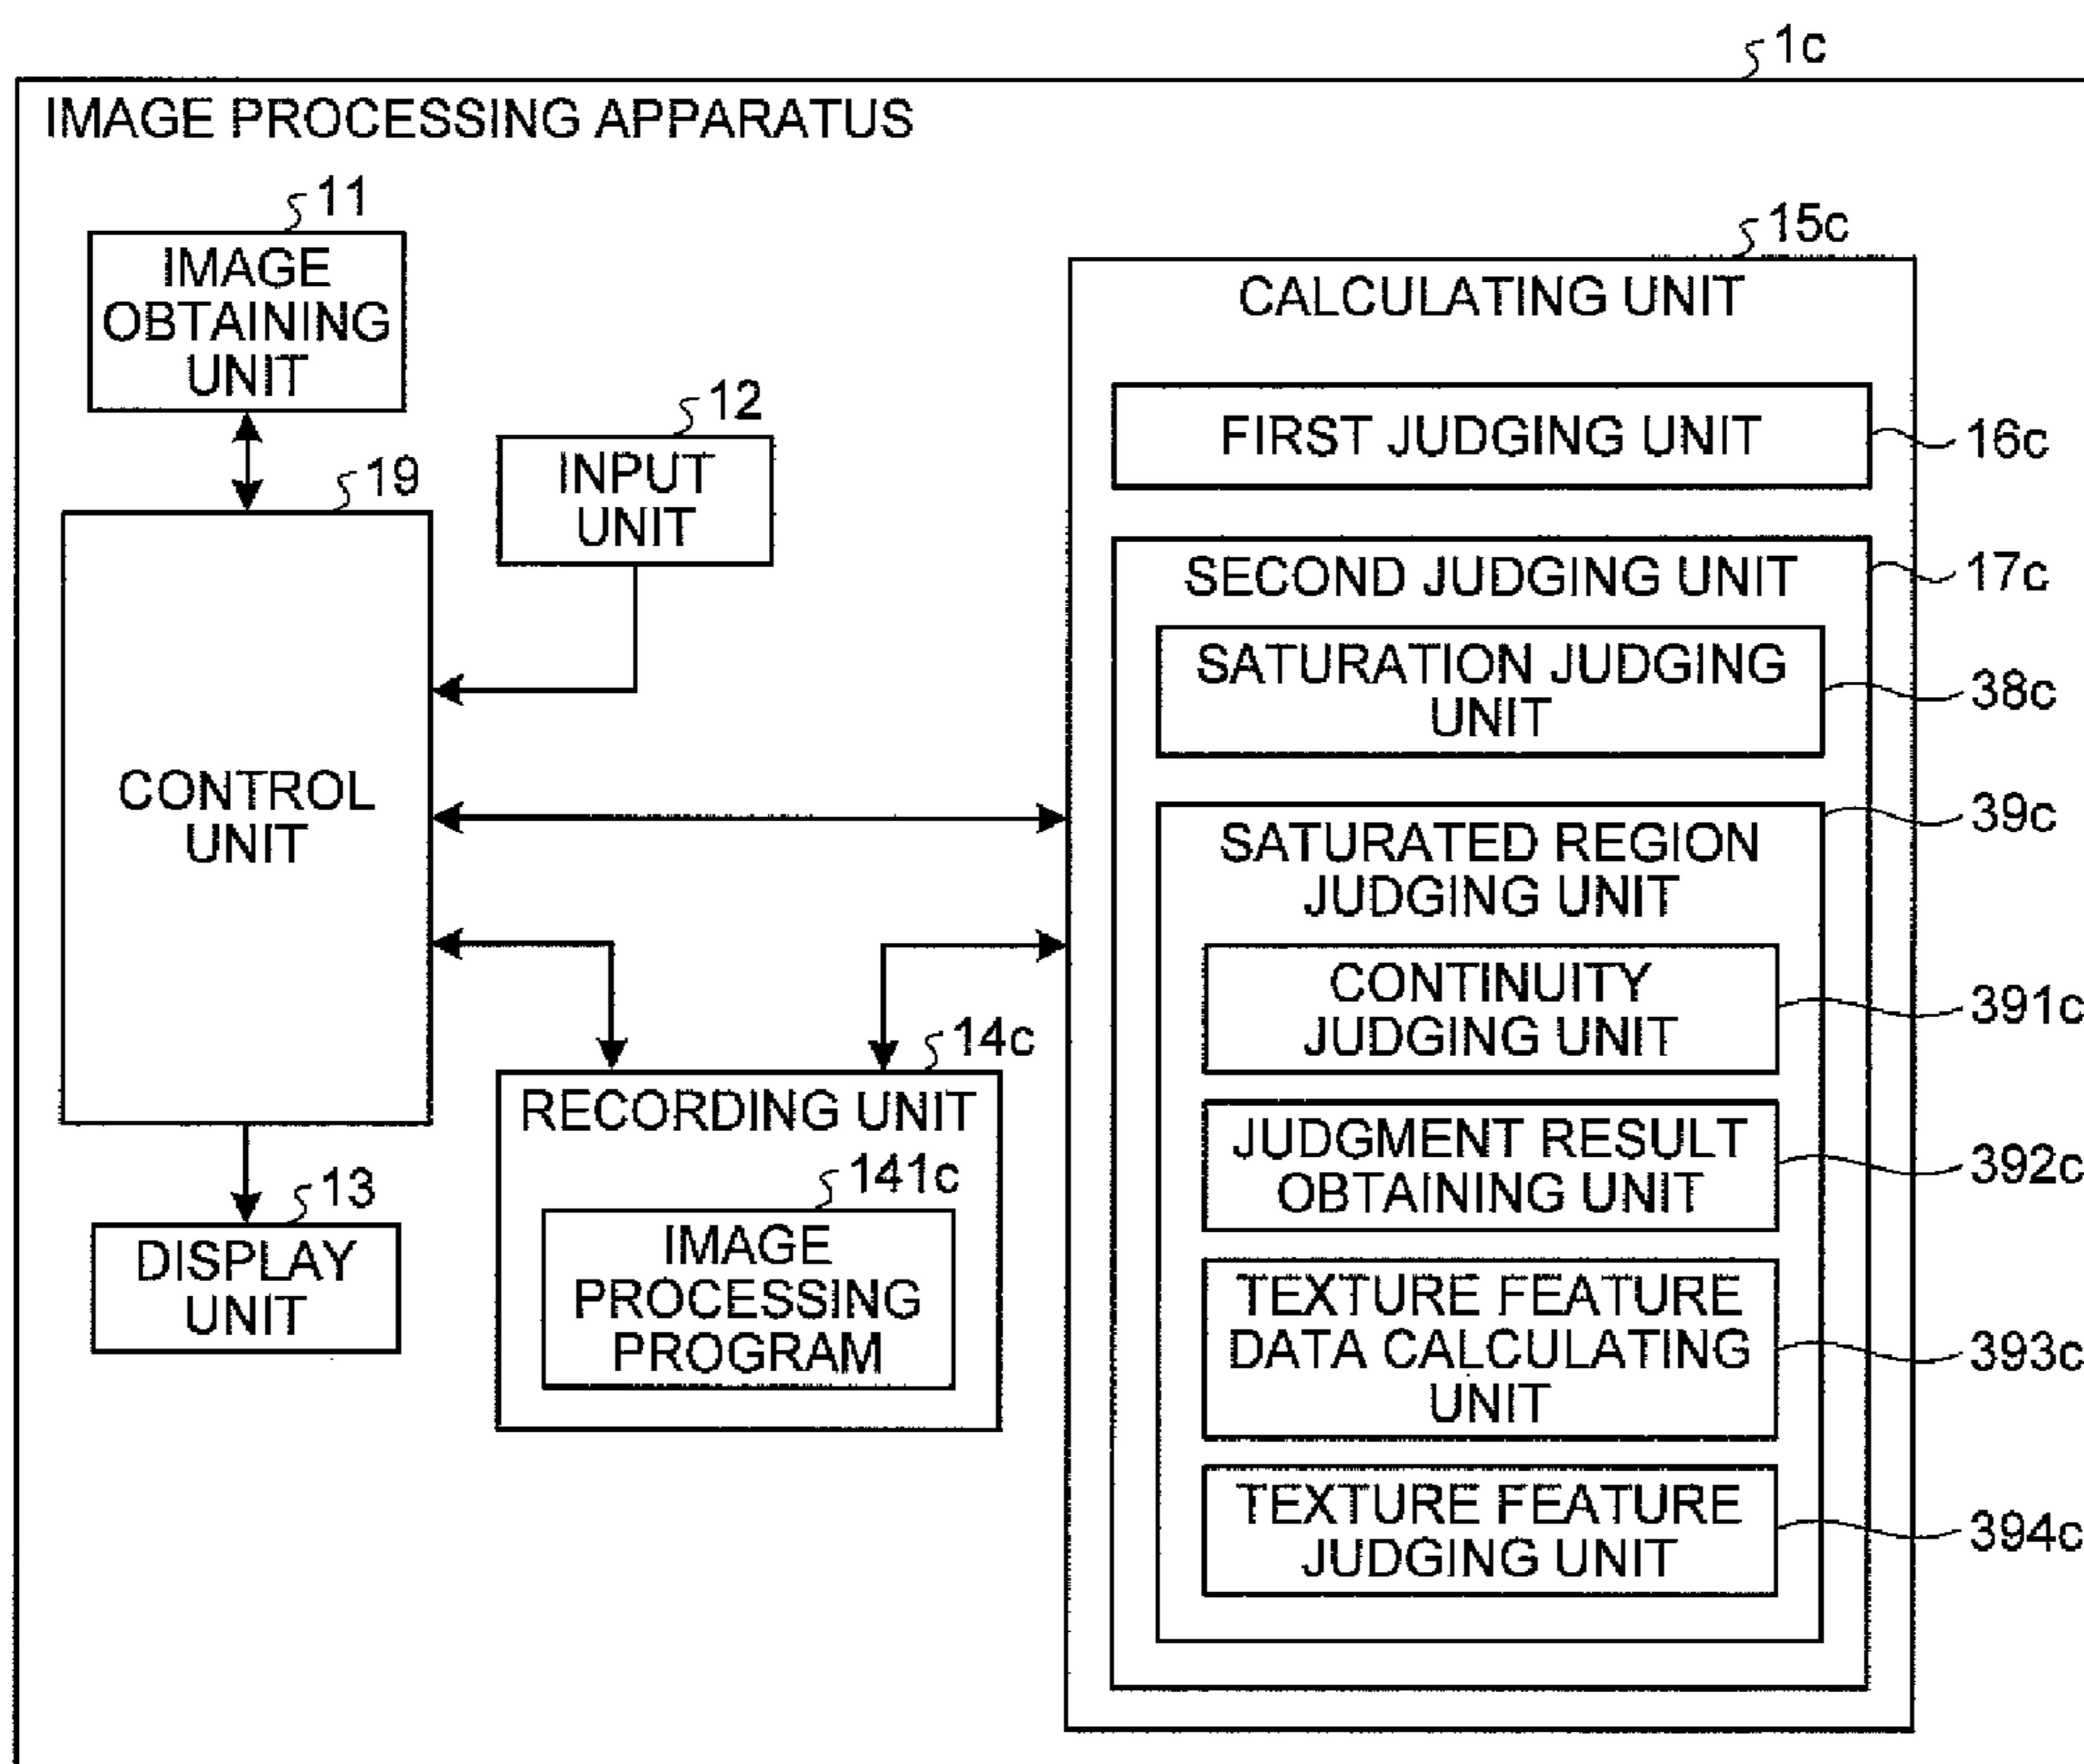 1c
IMAGE PROCESSING APPARATUS
11
IMAGE
OBTAINING
UNIT
12
INPUT
UNIT
19
CONTROL
UNIT
13
DISPLAY
UNIT
14c
RECORDING UNIT
141c
IMAGE
PROCESSING
PROGRAM
15c
CALCULATING UNIT
FIRST JUDGING UNIT
16c
SECOND JUDGING UNIT
17c
SATURATION JUDGING
UNIT
38c
SATURATED REGION
JUDGING UNIT
39c
CONTINUITY
JUDGING UNIT
391c
JUDGMENT RESULT
OBTAINING UNIT
392c
TEXTURE FEATURE
DATA CALCULATING
UNIT
393c
TEXTURE FEATURE
JUDGING UNIT
394c